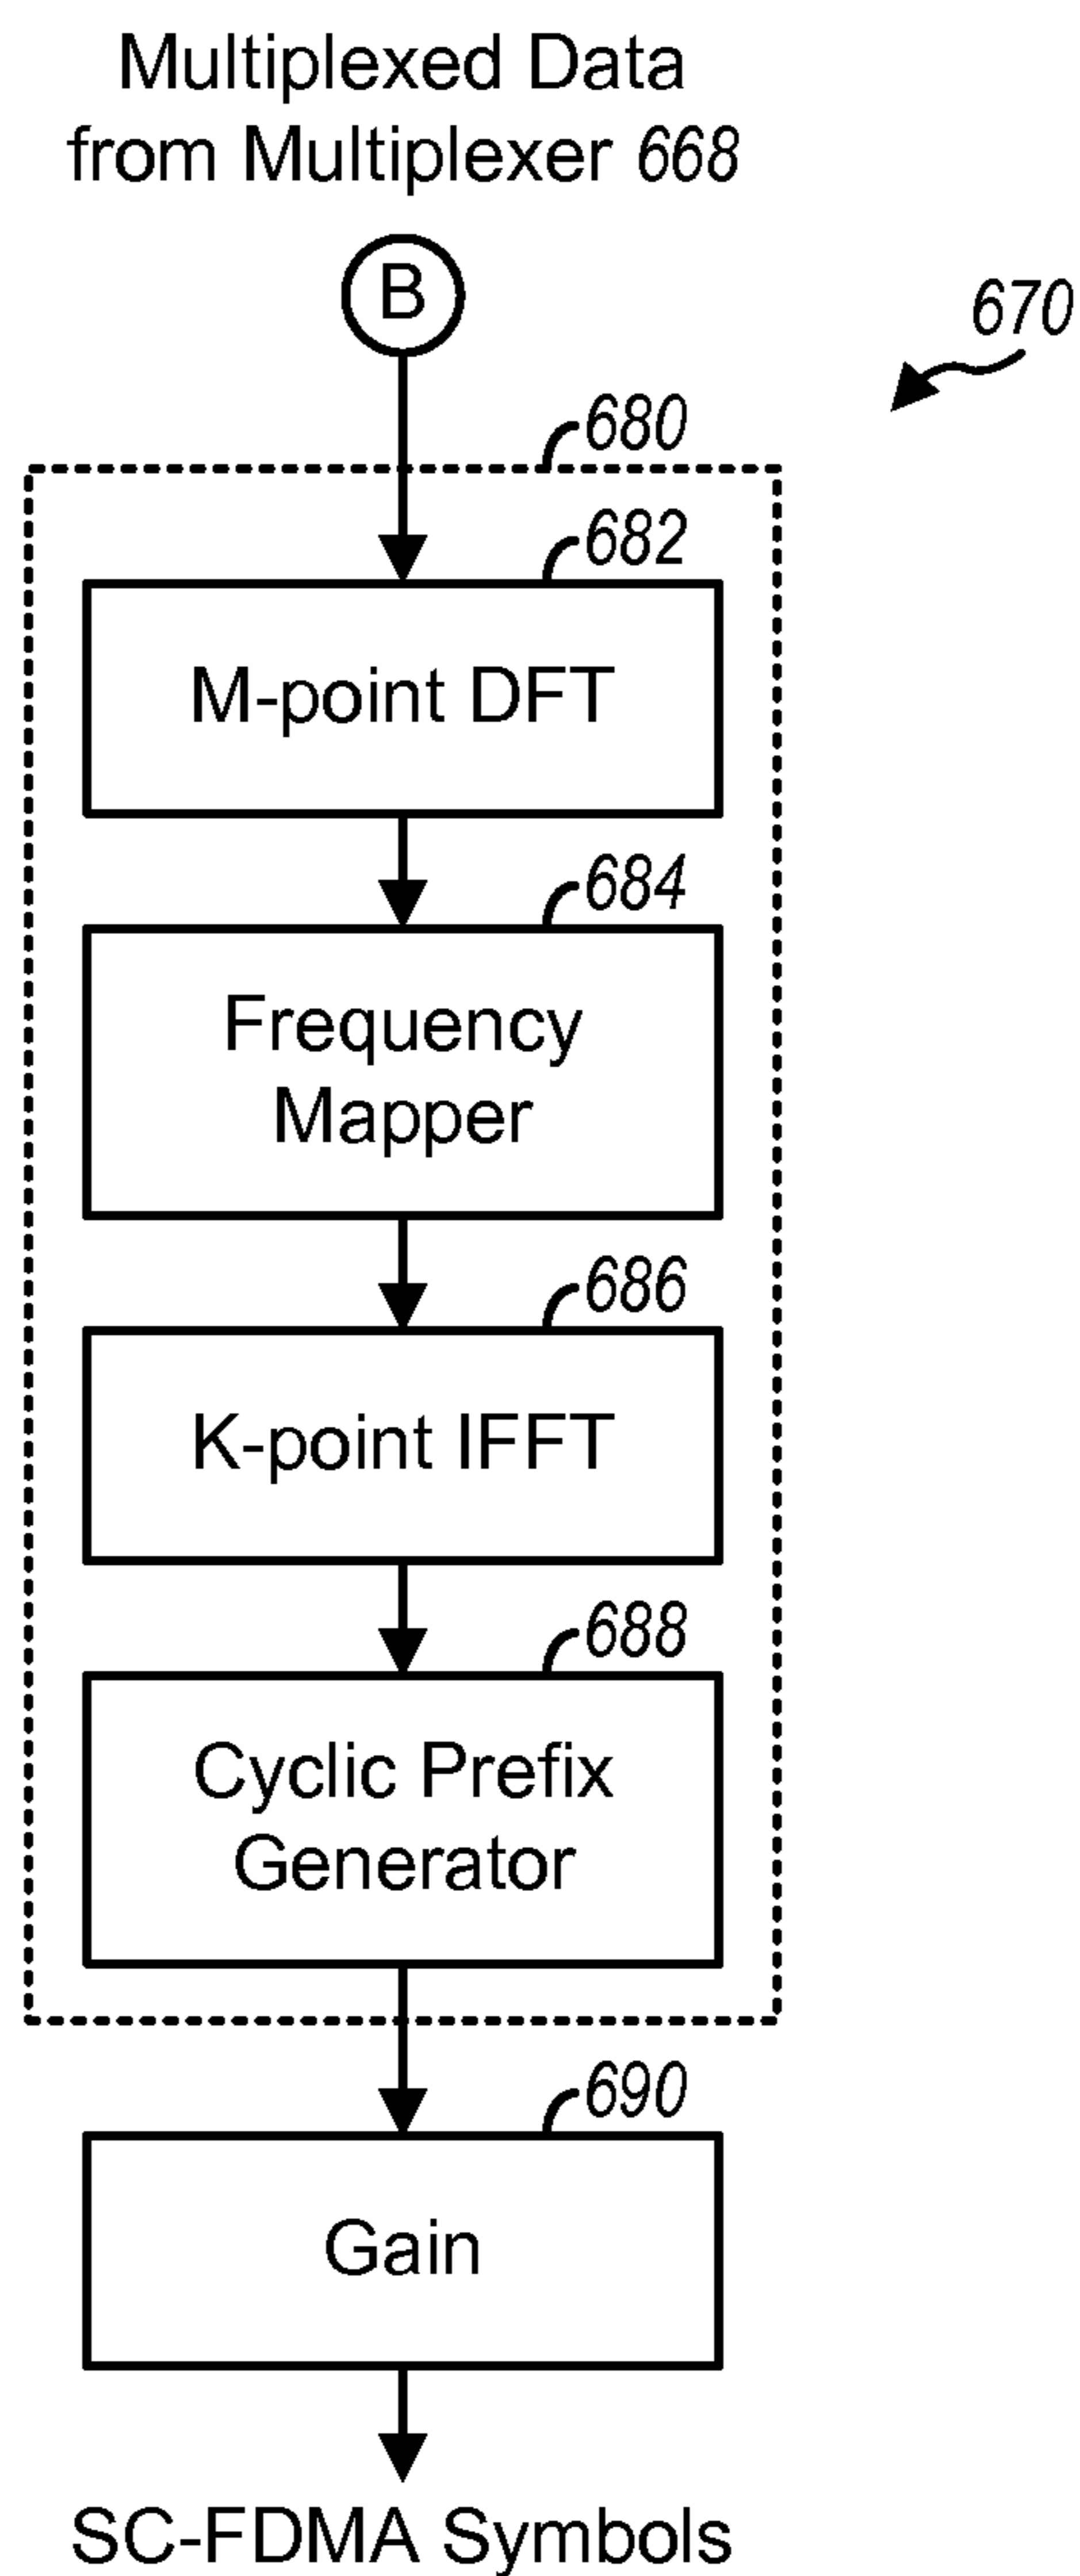 Multiplexed Data
from Multiplexer 668
B
670
680
682
M-point DFT
684
Frequency
Mapper
686
K-point IFFT
688
Cyclic Prefix
Generator
690
Gain
SC-FDMA Symbols